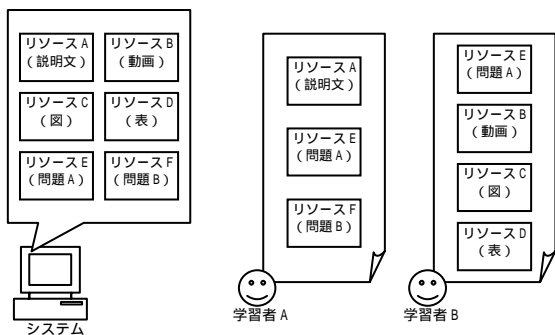 リソースA
(説明文)
リソースB
(動画)
リソースC
(図)
リソースD
(表)
リソースE
(問題A)
リソースF
(問題B)
システム
リソースA
(説明文)
リソースE
(問題A)
リソースF
(問題B)
学習者A
リソースE
(問題A)
リソースB
(動画)
リソースC
(図)
リソースD
(表)
学習者B